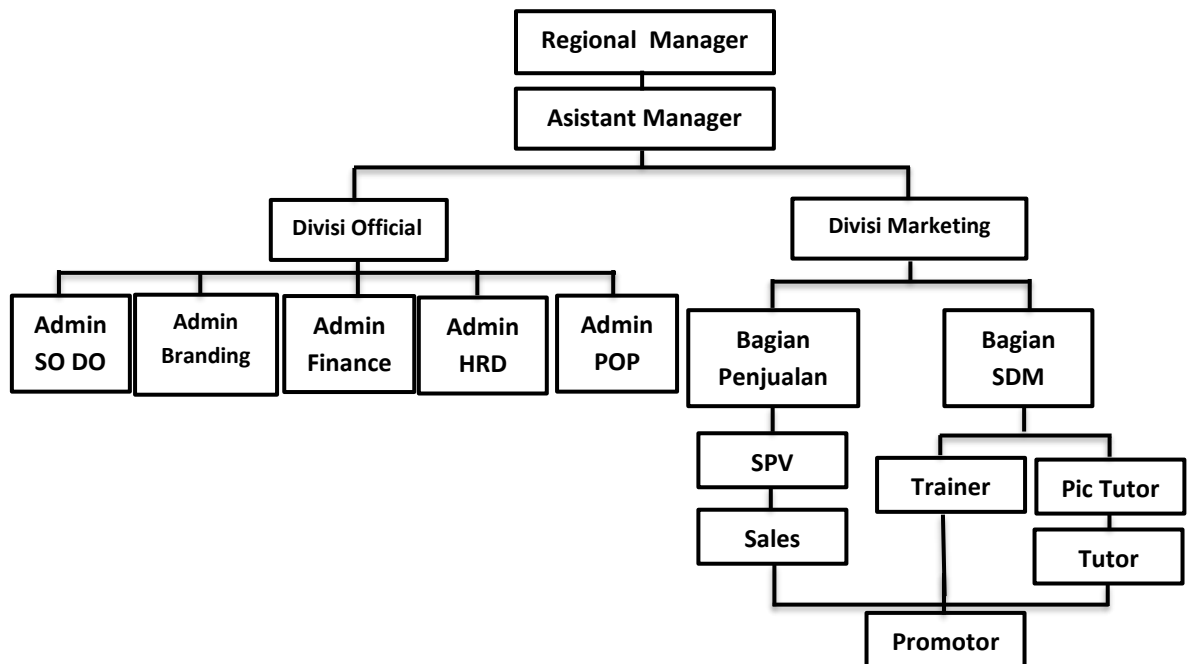 Regional Manager
Asistant Manager
Divisi Official
Divisi Marketing
Admin
SO DO
Admin
Branding
Admin
Finance
Admin
HRD
Admin
POP
Bagian
Penjualan
Bagian
SDM
SPV
Trainer
Pic Tutor
Sales
Tutor
Promotor